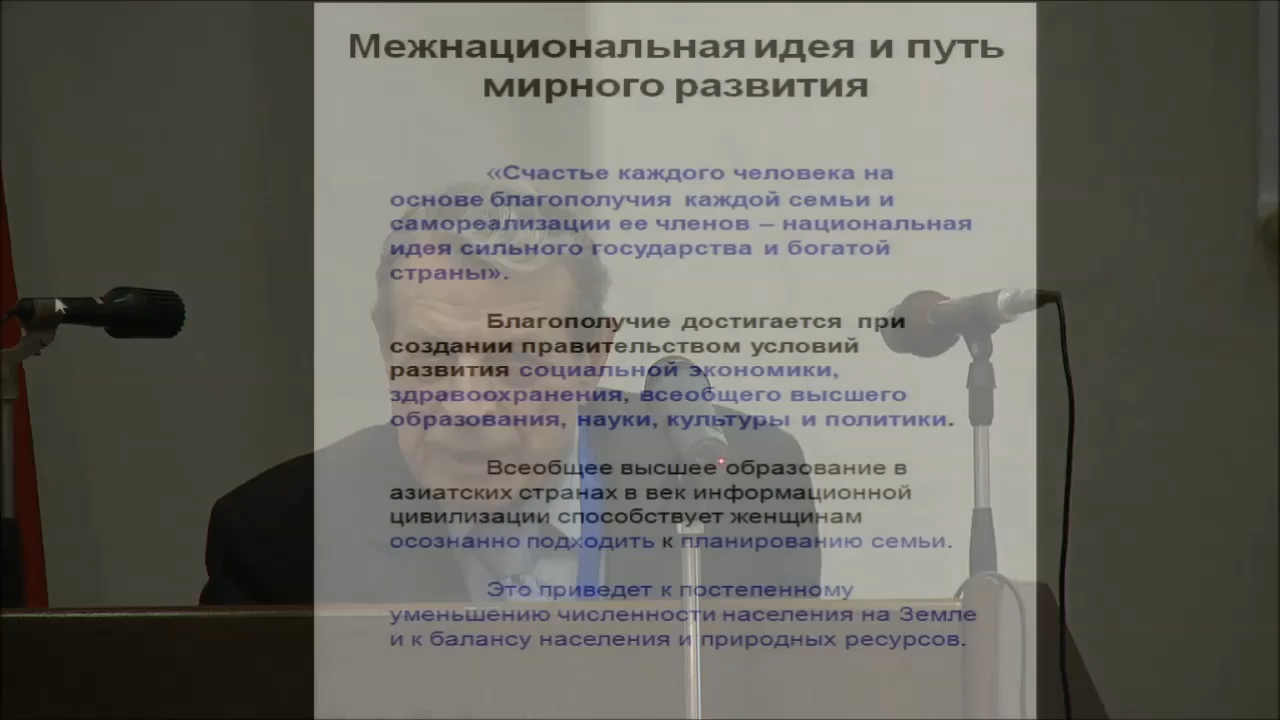 Межнациональная идея и путь
мирного развития
«Счастье каждого человека на
основе благополучия каждой семьи и
самореализации ее членов – национальная
идея сильного государства и богатой
страны».
Благополучие достигается при
создании правительством условий
развития социальной экономики,
здравоохранения, всеобщего высшего
образования, науки, культуры и политики.
Всеобщее высшее образование в
азиатских странах в век информационной
цивилизации способствует женщинам
осознанно подходить к планированию семьи.
Это приведет к постепенному
уменьшению численности населения на Земле
и к балансу населения и природных ресурсов.